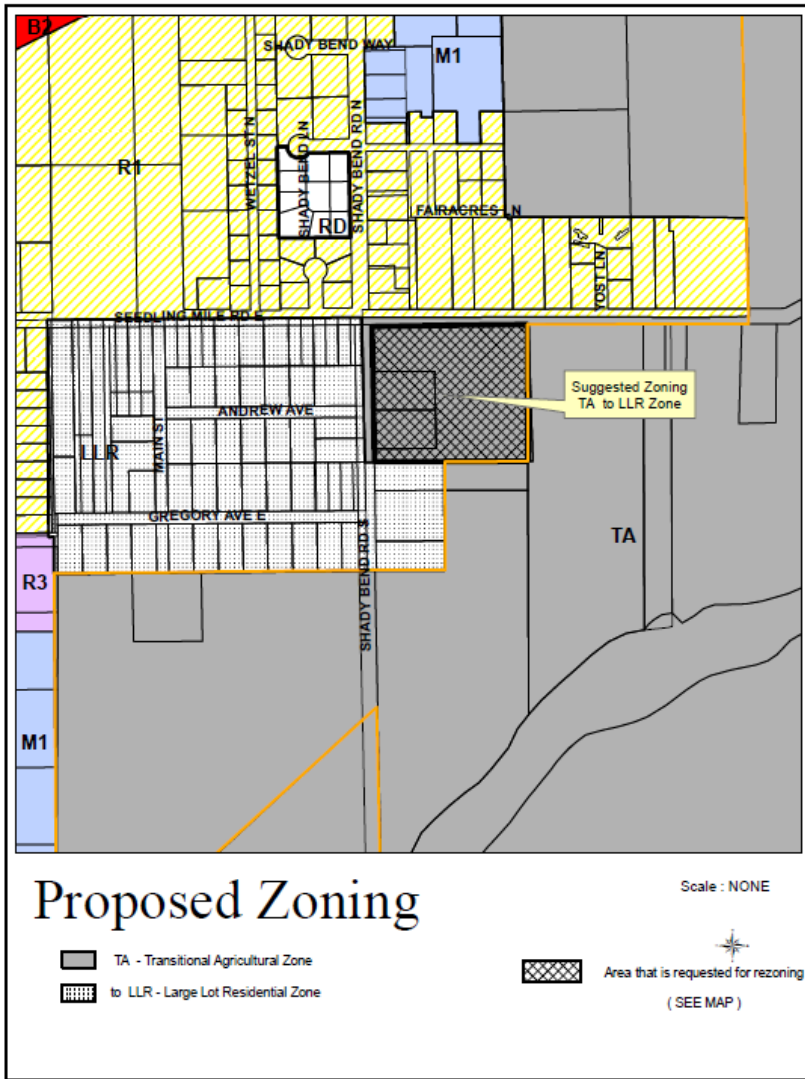 B2
SHADY BEND WAY
M1
R1
WETZEL ST N
SHADY BEND LN
SHADY BEND RD N
RD
FAIRACRES LN
YOST LN
SEEDLING MILE RD E
Suggested Zoning
TA to LLR Zone
ANDREW AVE
LLR
MAIN ST
GREGORY AVE E
SHADY BEND RD S
TA
R3
M1
Proposed Zoning
Scale : NONE
TA - Transitional Agricultural Zone
to LLR - Large Lot Residential Zone
Area that is requested for rezoning
( SEE MAP )